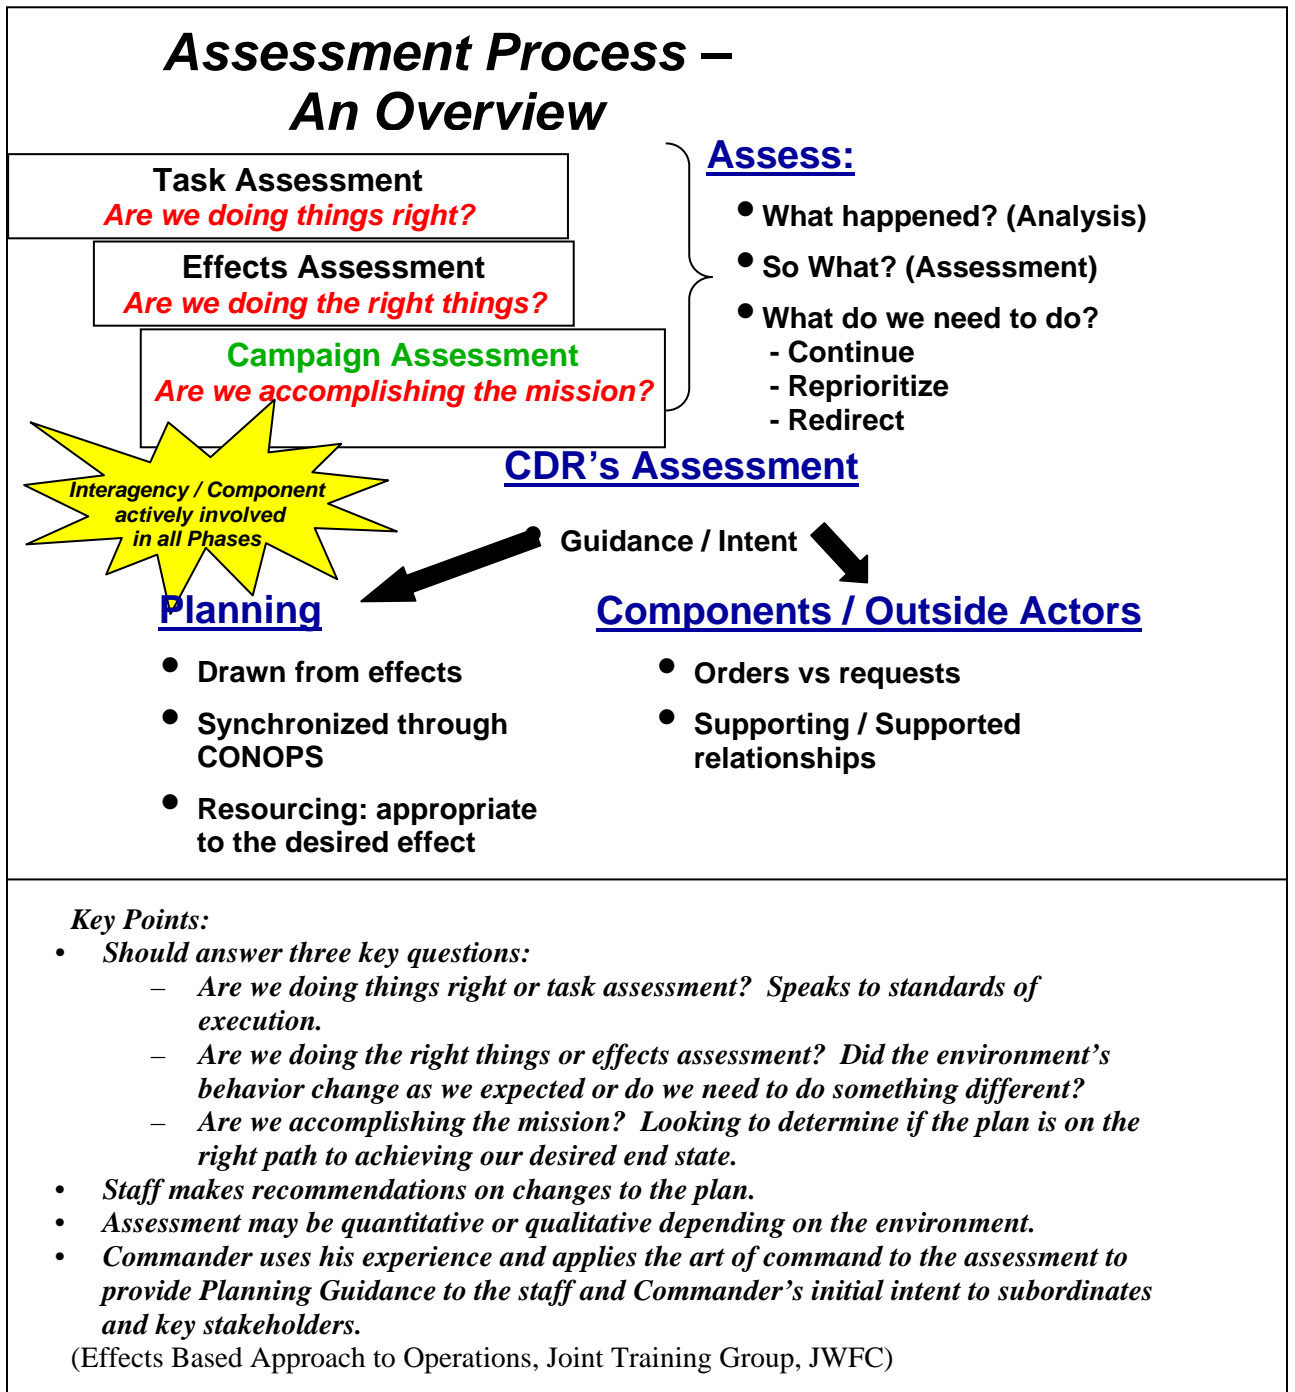 Assessment Process –
An Overview
Task Assessment
Are we doing things right?
Effects Assessment
Are we doing the right things?
Campaign Assessment
Are we accomplishing the mission?
Assess:
• What happened? (Analysis)
• So What? (Assessment)
• What do we need to do?
- Continue
- Reprioritize
- Redirect
Interagency / Component
actively involved
in all Phases
CDR’s Assessment
• Guidance / Intent
Planning
• Drawn from effects
• Synchronized through
CONOPS
• Resourcing: appropriate
to the desired effect
Components / Outside Actors
• Orders vs requests
• Supporting / Supported
relationships
Key Points:
• Should answer three key questions:
– Are we doing things right or task assessment? Speaks to standards of
execution.
– Are we doing the right things or effects assessment? Did the environment’s
behavior change as we expected or do we need to do something different?
– Are we accomplishing the mission? Looking to determine if the plan is on the
right path to achieving our desired end state.
• Staff makes recommendations on changes to the plan.
• Assessment may be quantitative or qualitative depending on the environment.
• Commander uses his experience and applies the art of command to the assessment to
provide Planning Guidance to the staff and Commander’s initial intent to subordinates
and key stakeholders.
(Effects Based Approach to Operations, Joint Training Group, JWFC)